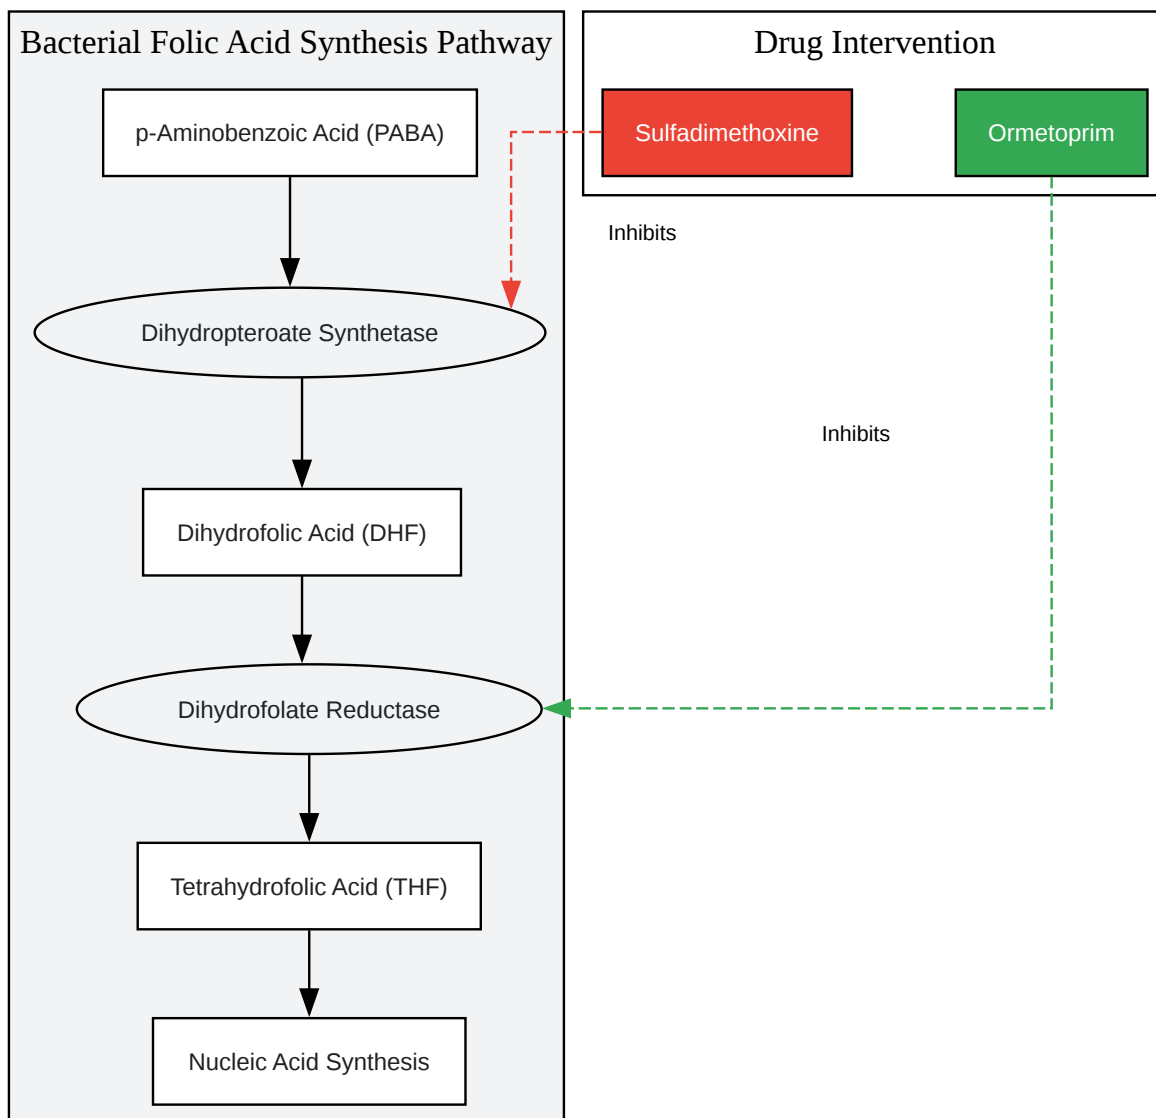 Bacterial Folic Acid Synthesis Pathway
Drug Intervention
p-Aminobenzoic Acid (PABA)
Sulfadimethoxine
Ormetoprim
Inhibits
Dihydropteroate Synthetase
Inhibits
Dihydrofolic Acid (DHF)
Dihydrofolate Reductase
Tetrahydrofolic Acid (THF)
Nucleic Acid Synthesis